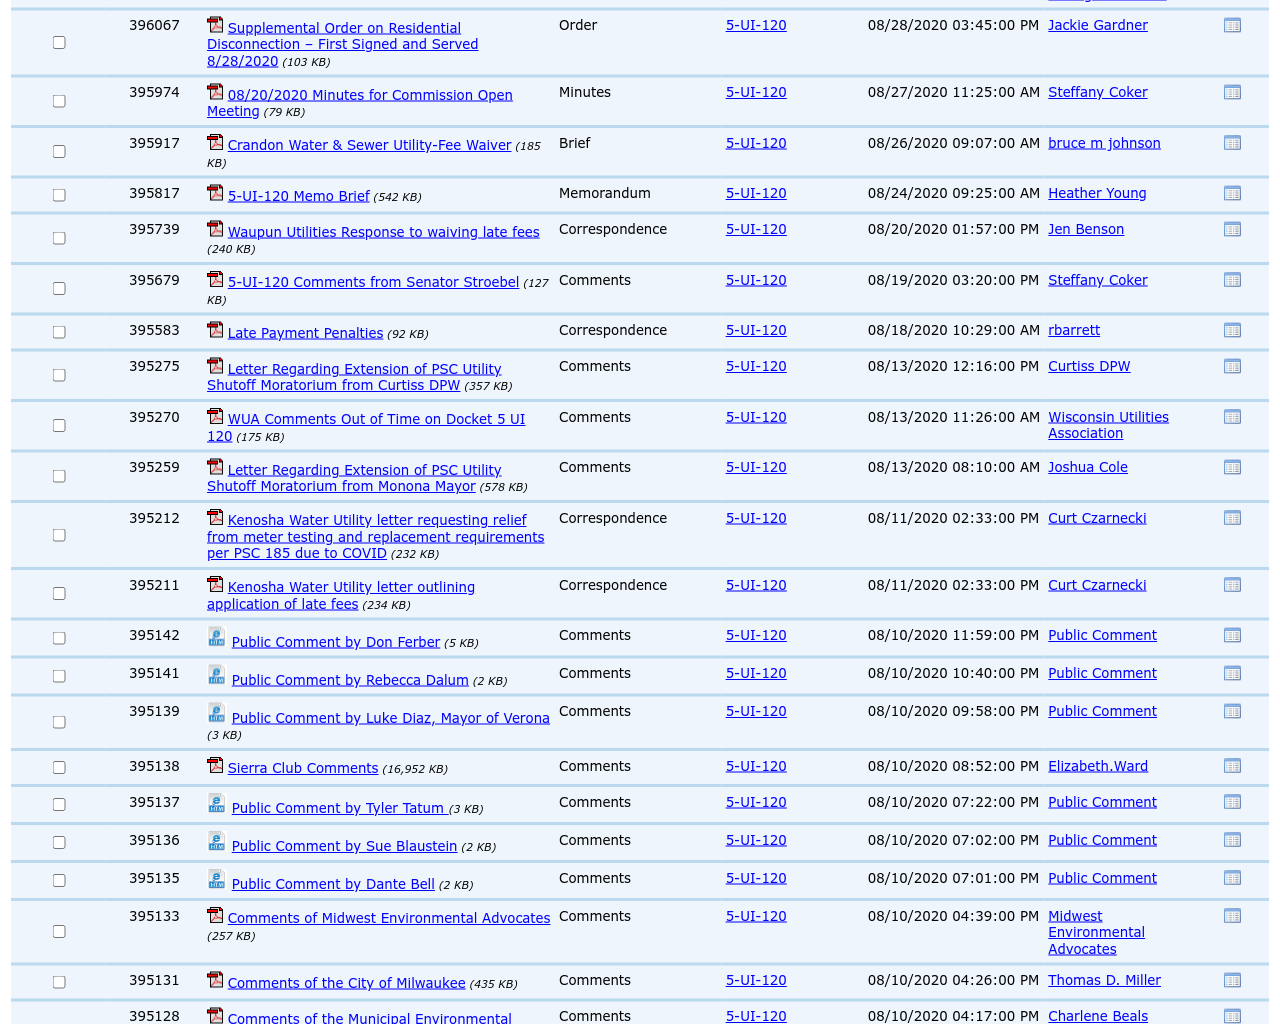 396067 Supplemental Order on Residential Order 5-UI-120 08/28/2020 03:45:00 PM Jackie Gardner
Disconnection – First Signed and Served
8/28/2020 (103 KB)
395974 08/20/2020 Minutes for Commission Open Minutes 5-UI-120 08/27/2020 11:25:00 AM Steffany Coker
Meeting (79 KB)
395917 Crandon Water & Sewer Utility-Fee Waiver (185 Brief 5-UI-120 08/26/2020 09:07:00 AM bruce m johnson
KB)
395817 5-UI-120 Memo Brief (542 KB) Memorandum 5-UI-120 08/24/2020 09:25:00 AM Heather Young
395739 Waupun Utilities Response to waiving late fees Correspondence 5-UI-120 08/20/2020 01:57:00 PM Jen Benson
(240 KB)
395679 5-UI-120 Comments from Senator Stroebel (127 Comments 5-UI-120 08/19/2020 03:20:00 PM Steffany Coker
KB)
395583 Late Payment Penalties (92 KB) Correspondence 5-UI-120 08/18/2020 10:29:00 AM rbarrett
395275 Letter Regarding Extension of PSC Utility Comments 5-UI-120 08/13/2020 12:16:00 PM Curtiss DPW
Shutoff Moratorium from Curtiss DPW (357 KB)
395270 WUA Comments Out of Time on Docket 5 UI Comments 5-UI-120 08/13/2020 11:26:00 AM Wisconsin Utilities
120 (175 KB) Association
395259 Letter Regarding Extension of PSC Utility Comments 5-UI-120 08/13/2020 08:10:00 AM Joshua Cole
Shutoff Moratorium from Monona Mayor (578 KB)
395212 Kenosha Water Utility letter requesting relief Correspondence 5-UI-120 08/11/2020 02:33:00 PM Curt Czarnecki
from meter testing and replacement requirements
per PSC 185 due to COVID (232 KB)
395211 Kenosha Water Utility letter outlining Correspondence 5-UI-120 08/11/2020 02:33:00 PM Curt Czarnecki
application of late fees (234 KB)
395142 Public Comment by Don Ferber (5 KB) Comments 5-UI-120 08/10/2020 11:59:00 PM Public Comment
395141 Public Comment by Rebecca Dalum (2 KB) Comments 5-UI-120 08/10/2020 10:40:00 PM Public Comment
395139 Public Comment by Luke Diaz, Mayor of Verona Comments 5-UI-120 08/10/2020 09:58:00 PM Public Comment
(3 KB)
395138 Sierra Club Comments (16,952 KB) Comments 5-UI-120 08/10/2020 08:52:00 PM Elizabeth.Ward
395137 Public Comment by Tyler Tatum (3 KB) Comments 5-UI-120 08/10/2020 07:22:00 PM Public Comment
395136 Public Comment by Sue Blaustein (2 KB) Comments 5-UI-120 08/10/2020 07:02:00 PM Public Comment
395135 Public Comment by Dante Bell (2 KB) Comments 5-UI-120 08/10/2020 07:01:00 PM Public Comment
395133 Comments of Midwest Environmental Advocates Comments 5-UI-120 08/10/2020 04:39:00 PM Midwest
(257 KB) Environmental
Advocates
395131 Comments of the City of Milwaukee (435 KB) Comments 5-UI-120 08/10/2020 04:26:00 PM Thomas D. Miller
395128 Comments of the Municipal Environmental Comments 5-UI-120 08/10/2020 04:17:00 PM Charlene Beals